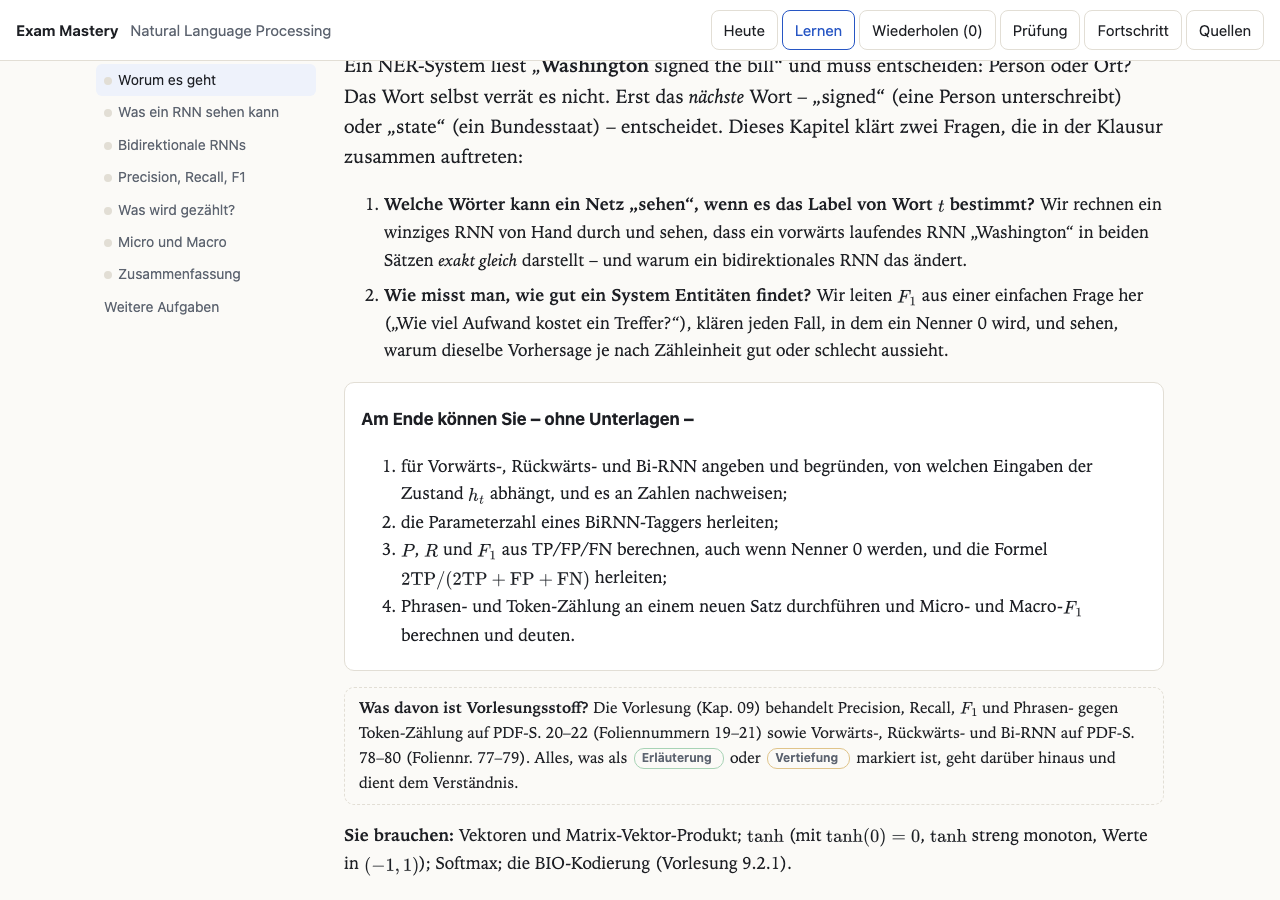 Exam Mastery Natural Language Processing
Heute Lernen Wiederholen (0) Prüfung Fortschritt Quellen
Worum es geht
Was ein RNN sehen kann
Bidirektionale RNNs
Precision, Recall, F1
Was wird gezählt?
Micro und Macro
Zusammenfassung
Weitere Aufgaben
Ein NER-System liest „Washington signed the bill“ und muss entscheiden: Person oder Ort?
Das Wort selbst verrät es nicht. Erst das nächste Wort – „signed“ (eine Person unterschreibt)
oder „state“ (ein Bundesstaat) – entscheidet. Dieses Kapitel klärt zwei Fragen, die in der Klausur
zusammen auftreten:
1. Welche Wörter kann ein Netz „sehen“, wenn es das Label von Wort t bestimmt? Wir rechnen ein
winziges RNN von Hand durch und sehen, dass ein vorwärts laufendes RNN „Washington“ in beiden
Sätzen exakt gleich darstellt – und warum ein bidirektionales RNN das ändert.
2. Wie misst man, wie gut ein System Entitäten findet? Wir leiten F₁ aus einer einfachen Frage her
(„Wie viel Aufwand kostet ein Treffer?“), klären jeden Fall, in dem ein Nenner 0 wird, und sehen,
warum dieselbe Vorhersage je nach Zähleinheit gut oder schlecht aussieht.
Am Ende können Sie – ohne Unterlagen –
1. für Vorwärts-, Rückwärts- und Bi-RNN angeben und begründen, von welchen Eingaben der
Zustand hₜ abhängt, und es an Zahlen nachweisen;
2. die Parameterzahl eines BiRNN-Taggers herleiten;
3. P, R und F₁ aus TP/FP/FN berechnen, auch wenn Nenner 0 werden, und die Formel
2TP/(2TP + FP + FN) herleiten;
4. Phrasen- und Token-Zählung an einem neuen Satz durchführen und Micro- und Macro-F₁
berechnen und deuten.
Was davon ist Vorlesungsstoff? Die Vorlesung (Kap. 09) behandelt Precision, Recall, F₁ und Phrasen- gegen
Token-Zählung auf PDF-S. 20–22 (Foliennummern 19–21) sowie Vorwärts-, Rückwärts- und Bi-RNN auf PDF-S.
78–80 (Foliennr. 77–79). Alles, was als Erläuterung oder Vertiefung markiert ist, geht darüber hinaus und
dient dem Verständnis.
Sie brauchen: Vektoren und Matrix-Vektor-Produkt; tanh (mit tanh(0) = 0, tanh streng monoton, Werte
in (−1, 1)); Softmax; die BIO-Kodierung (Vorlesung 9.2.1).